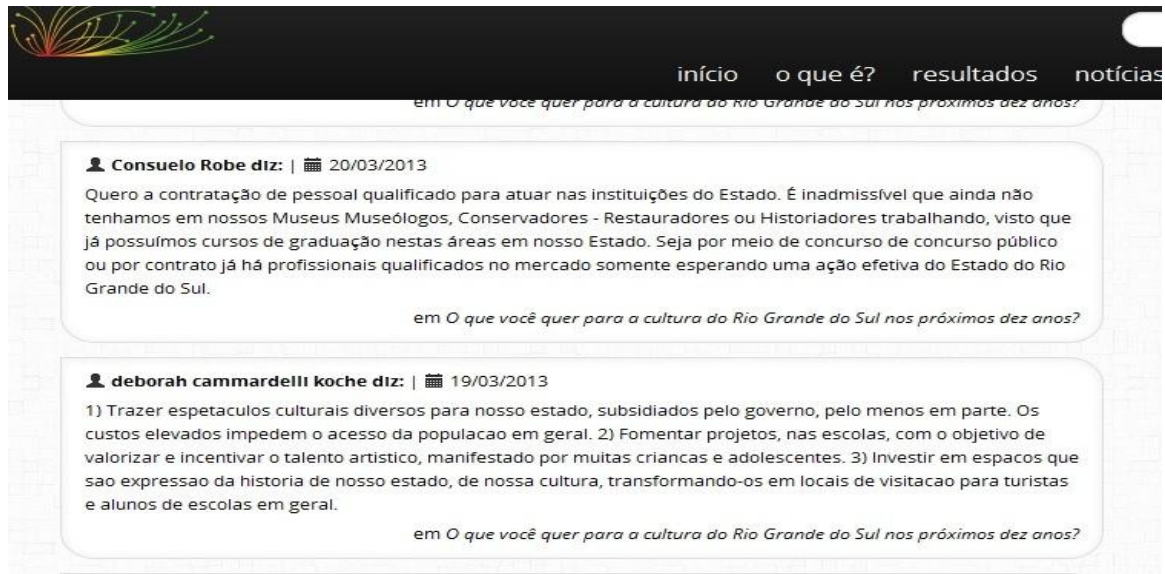 início o que é? resultados notícias
em O que você quer para a cultura do Rio Grande do Sul nos próximos dez anos?
Consuelo Robe diz: | 20/03/2013
Quero a contratação de pessoal qualificado para atuar nas instituições do Estado. É inadmissível que ainda não
tenhamos em nossos Museus Museólogos, Conservadores - Restauradores ou Historiadores trabalhando, visto que
já possuímos cursos de graduação nestas áreas em nosso Estado. Seja por meio de concurso de concurso público
ou por contrato já há profissionais qualificados no mercado somente esperando uma ação efetiva do Estado do Rio
Grande do Sul.
em O que você quer para a cultura do Rio Grande do Sul nos próximos dez anos?
deborah cammardelli koche diz: | 19/03/2013
1) Trazer espetaculos culturais diversos para nosso estado, subsidiados pelo governo, pelo menos em parte. Os
custos elevados impedem o acesso da populacao em geral. 2) Fomentar projetos, nas escolas, com o objetivo de
valorizar e incentivar o talento artistico, manifestado por muitas criancas e adolescentes. 3) Investir em espacos que
sao expressao da historia de nosso estado, de nossa cultura, transformando-os em locais de visitacao para turistas
e alunos de escolas em geral.
em O que você quer para a cultura do Rio Grande do Sul nos próximos dez anos?